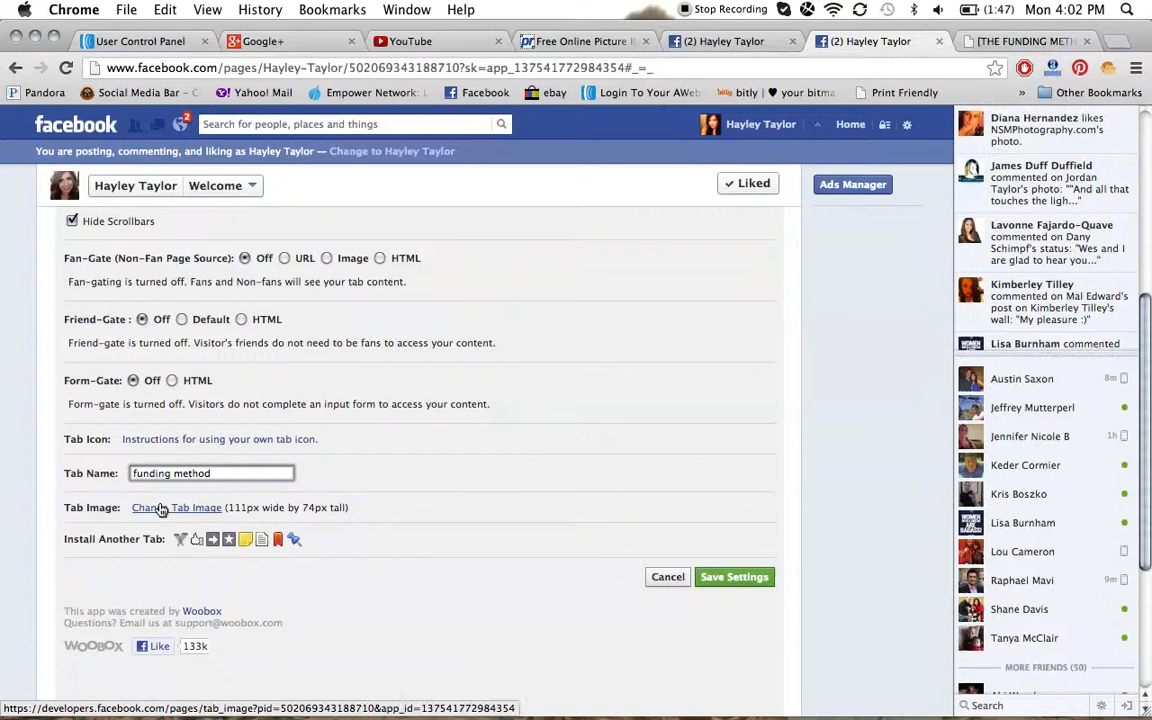 Chrome File Edit View History Bookmarks Window Help Stop Recording (1:47) Mon 4:02 PM
User Control Panel Google+ YouTube Free Online Picture R (2) Hayley Taylor (2) Hayley Taylor [THE FUNDING METH
www.facebook.com/pages/Hayley-Taylor/502069343188710?sk=app_137541772984354#_=_
Pandora Social Media Bar - C Yahoo! Mail Empower Network: Facebook ebay Login To Your AWeb bitly | ♥ your bitma Print Friendly » Other Bookmarks
facebook 2 Search for people, places and things Hayley Taylor Home
You are posting, commenting, and liking as Hayley Taylor — Change to Hayley Taylor
Hayley Taylor Welcome Liked
Ads Manager
Hide Scrollbars
Fan-Gate (Non-Fan Page Source): Off URL Image HTML
Fan-gating is turned off. Fans and Non-fans will see your tab content.
Friend-Gate : Off Default HTML
Friend-gate is turned off. Visitor's friends do not need to be fans to access your content.
Form-Gate: Off HTML
Form-gate is turned off. Visitors do not complete an input form to access your content.
Tab Icon: Instructions for using your own tab icon.
Tab Name: funding method
Tab Image: Change Tab Image (111px wide by 74px tall)
Install Another Tab:
Cancel Save Settings
This app was created by Woobox
Questions? Email us at support@woobox.com
WOOBOX Like 133k
https://developers.facebook.com/pages/tab_image?pid=502069343188710&app_id=137541772984354
Diana Hernandez likes
NSMPhotography.com's
photo.
James Duff Duffield
commented on Jordan
Taylor's photo: ""And all that
touches the ligh..."
Lavonne Fajardo-Quave
commented on Dany
Schimpf's status: "Wes and I
are glad to hear you..."
Kimberley Tilley
commented on Mal Edward's
post on Kimberley Tilley's
wall: "My pleasure :)"
Lisa Burnham commented
Austin Saxon 8m
Jeffrey Mutterperl
Jennifer Nicole B 1h
Keder Cormier
Kris Boszko
Lisa Burnham
Lou Cameron
Raphael Mavi 9m
Shane Davis
Tanya McClair
MORE FRIENDS (50)
Search